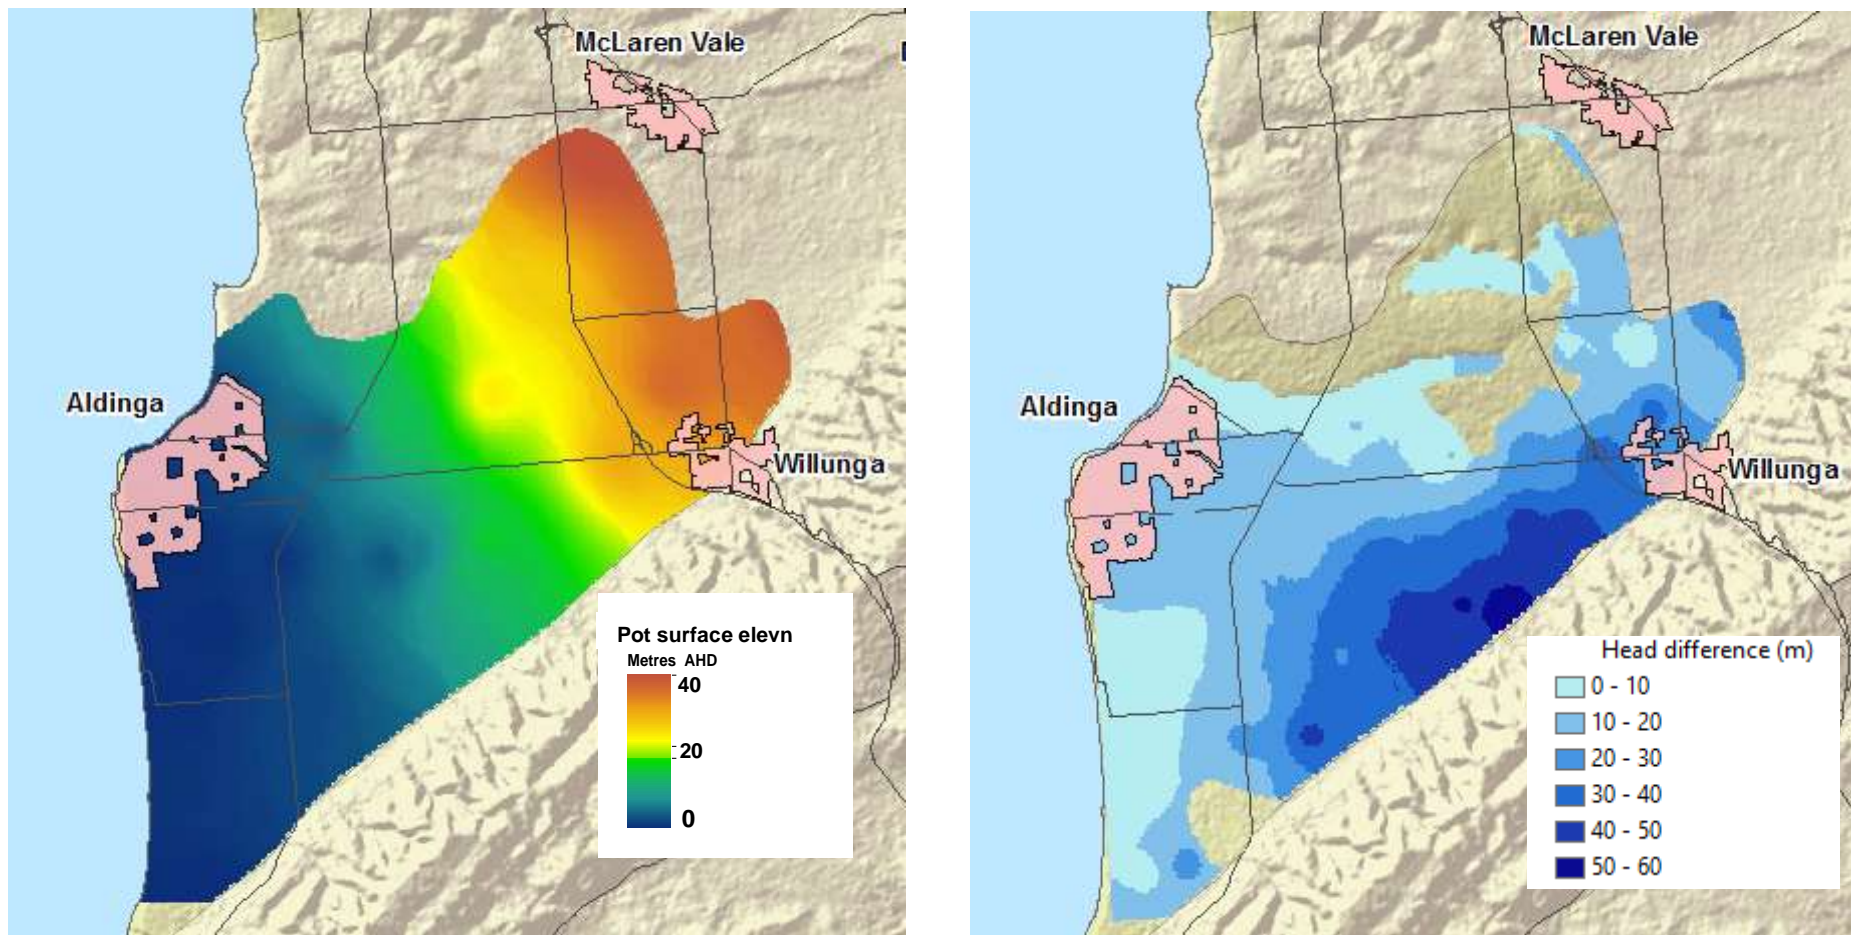 McLaren Vale
Aldinga
Willunga
Pot surface elevn
Metres AHD
40
20
0
McLaren Vale
Aldinga
Willunga
Head difference (m)
0 - 10
10 - 20
20 - 30
30 - 40
40 - 50
50 - 60